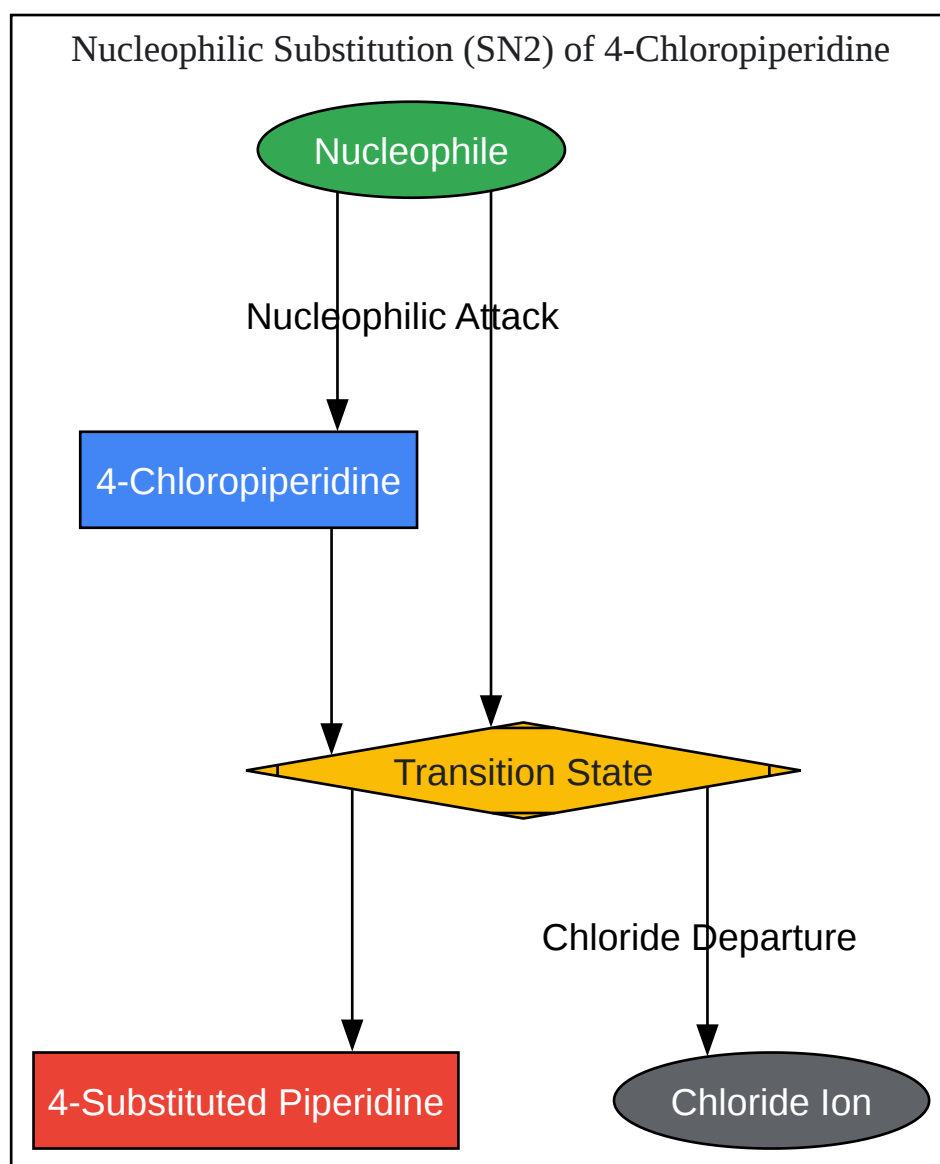 Nucleophilic Substitution (SN2) of 4-Chloropiperidine
Nucleophile
Nucleophilic Attack
4-Chloropiperidine
Transition State
Chloride Departure
4-Substituted Piperidine
Chloride Ion